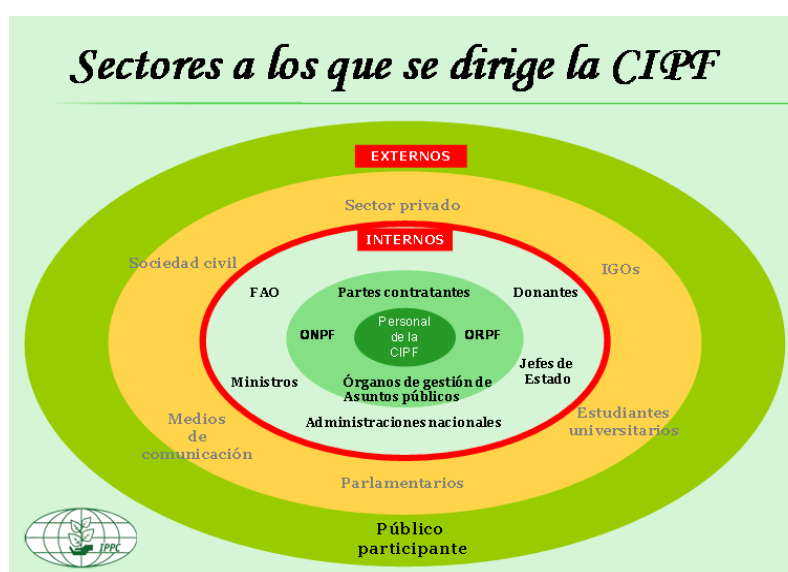 Sectores a los que se dirige la CIPF
EXTERNOS
Sector privado
INTERNOS
Sociedad civil
IGOs
FAO
Partes contratantes
Donantes
Personal
de la
CIPF
ONPF
ORPF
Jefes de
Estado
Ministros
Órganos de gestión de
Asuntos públicos
Administraciones nacionales
Medios
de
comunicación
Estudiantes
universitarios
Parlamentarios
Público
participante
IPPC